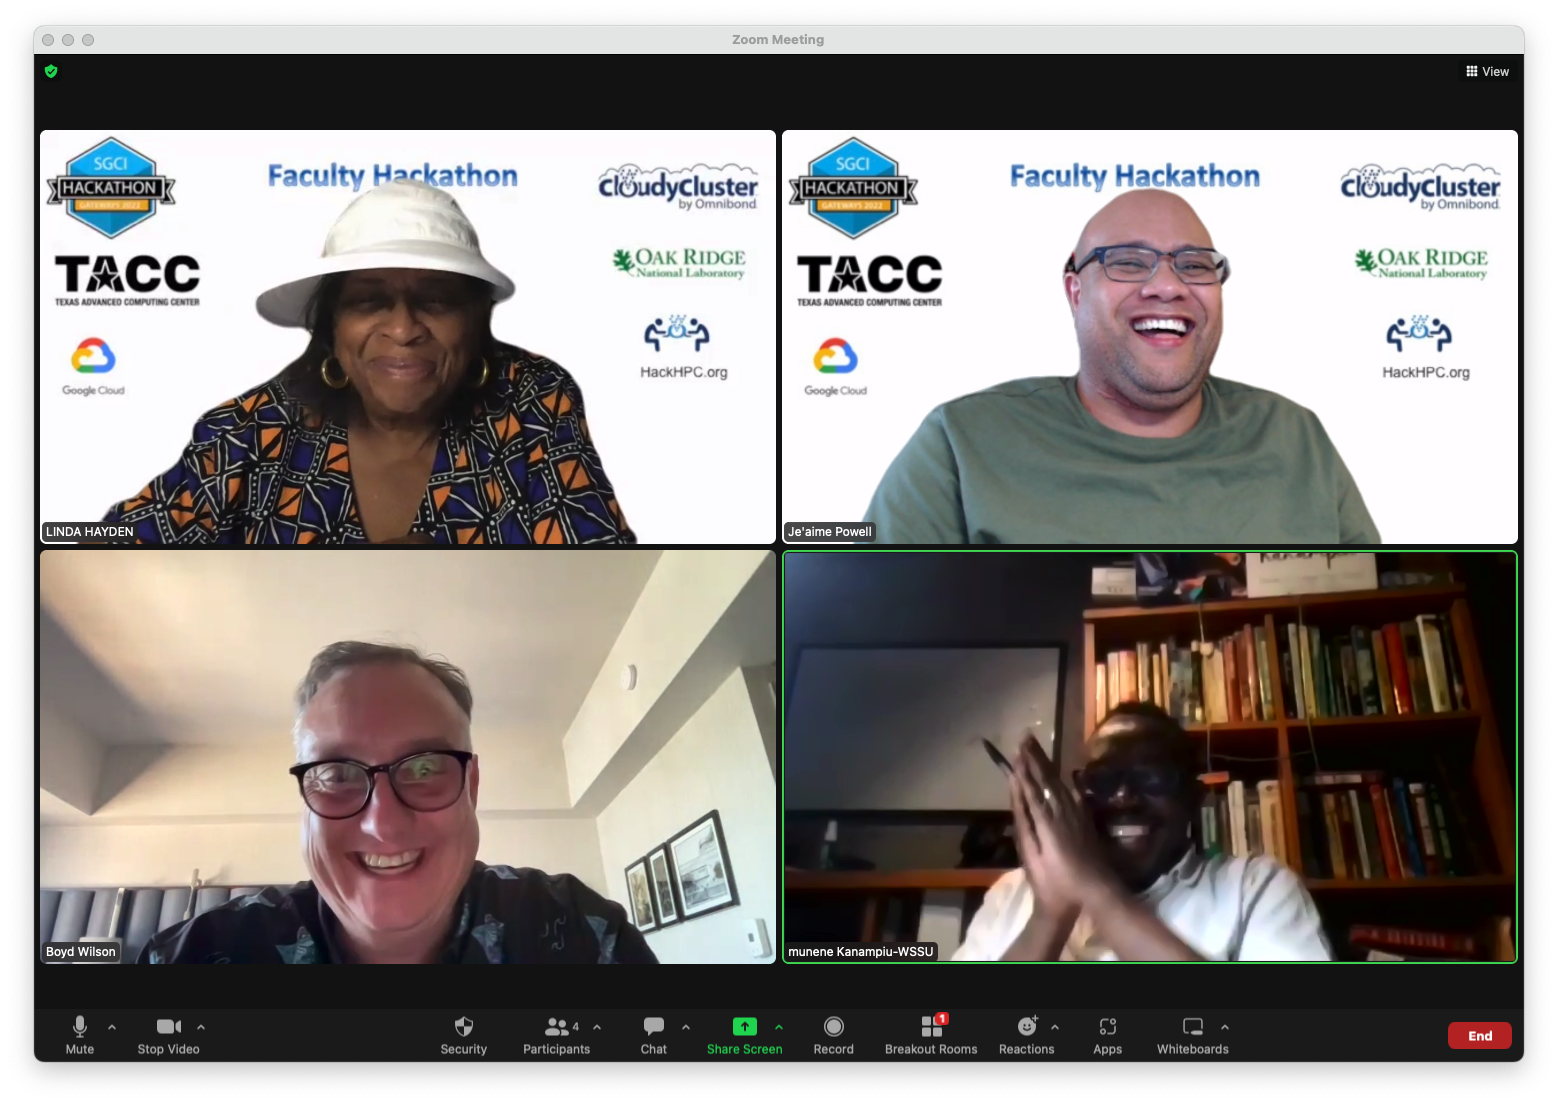 Zoom Meeting
View
SGCI
HACKATHON
GATEWAYS 2022
Faculty Hackathon
cloudyCluster
by Omnibond
TACC
TEXAS ADVANCED COMPUTING CENTER
OAK RIDGE
National Laboratory
Google Cloud
HackHPC.org
LINDA HAYDEN
SGCI
HACKATHON
GATEWAYS 2022
Faculty Hackathon
cloudyCluster
by Omnibond
TACC
TEXAS ADVANCED COMPUTING CENTER
OAK RIDGE
National Laboratory
Google Cloud
HackHPC.org
Je'aime Powell
Boyd Wilson
munene Kanampiu-WSSU
Mute
Stop Video
Security
4
Participants
Chat
Share Screen
Record
1
Breakout Rooms
Reactions
Apps
Whiteboards
End